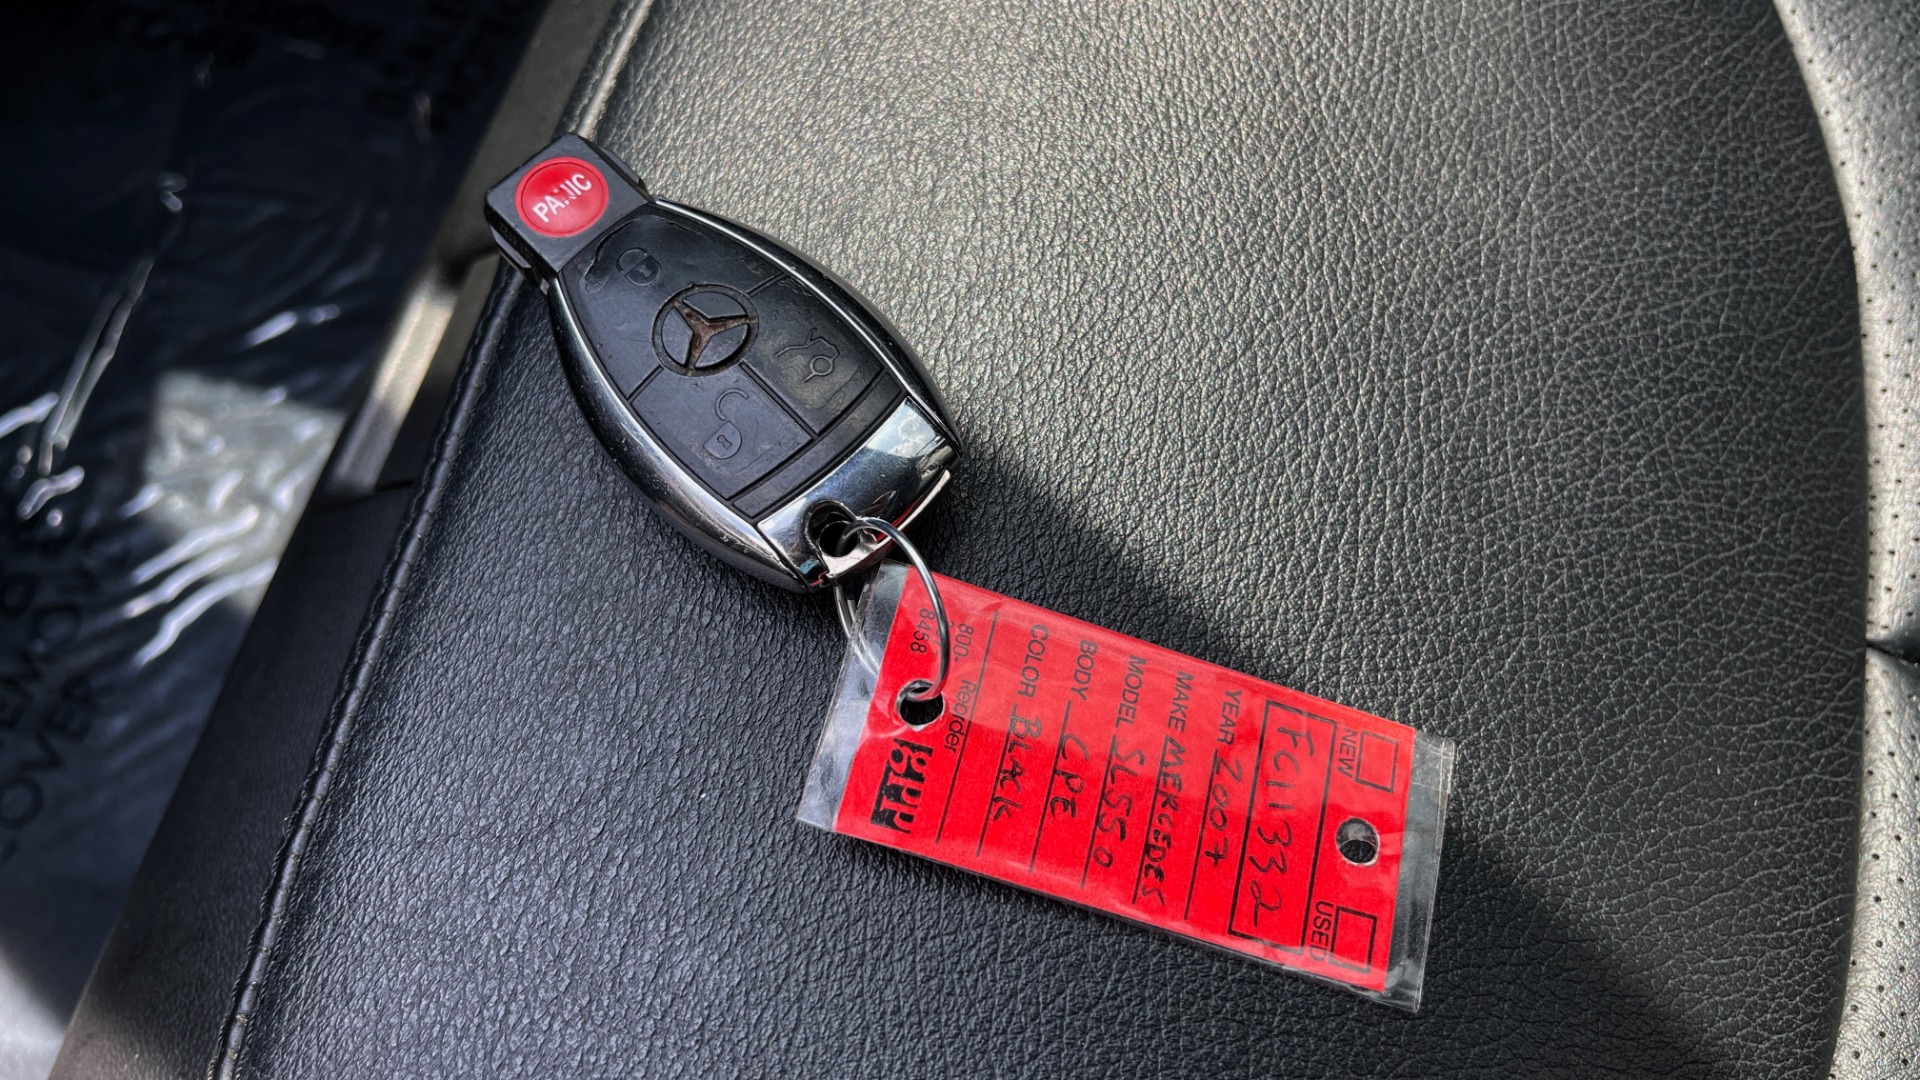 PANIC
NEW
USED
FC11332
YEAR 2007
MAKE MERCEDES
MODEL SL550
BODY CPE
COLOR BLACK
Reorder
800-
8458